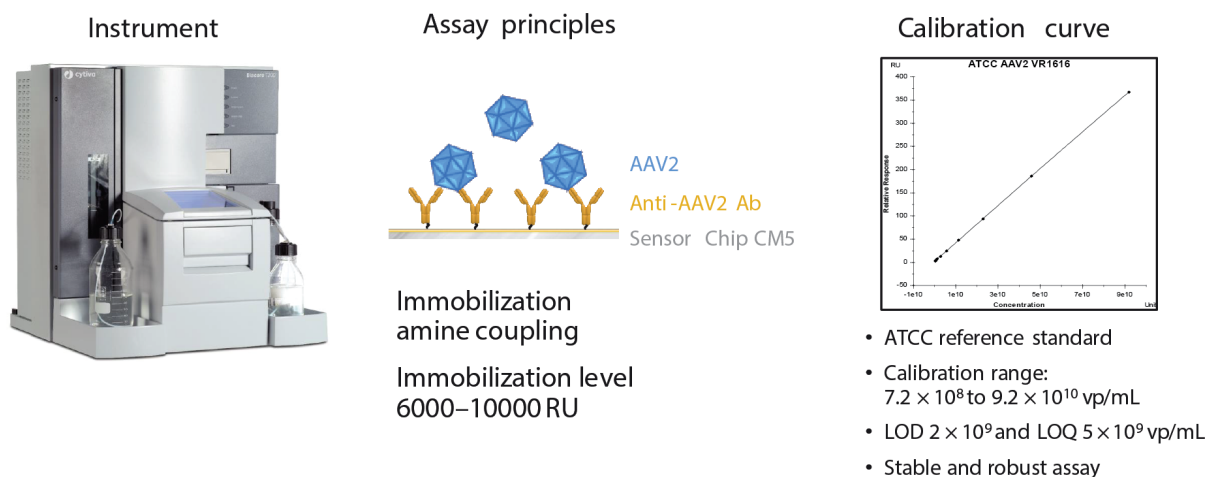 Instrument
cytiva
Assay principles
AAV2
Anti-AAV2 Ab
Sensor Chip CM5
Immobilization
amine coupling
Immobilization level
6000–10000 RU
Calibration curve
ATCC AAV2 VR1616
RU
400
350
300
250
200
150
100
50
0
-50
Relative Response
-1e10 1e10 3e10 5e10 7e10 9e10
Concentration
Unit
• ATCC reference standard
• Calibration range:
7.2 × 10⁸ to 9.2 × 10¹⁰ vp/mL
• LOD 2 × 10⁹ and LOQ 5 × 10⁹ vp/mL
• Stable and robust assay